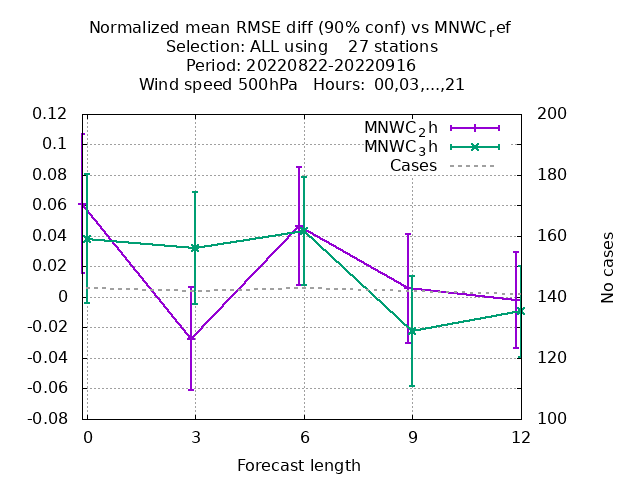 Normalized mean RMSE diff (90% conf) vs MNWC_ref
Selection: ALL using    27 stations
Period: 20220822-20220916
Wind speed 500hPa   Hours: 00,03,...,21
0.12
0.1
0.08
0.06
0.04
0.02
0
-0.02
-0.04
-0.06
-0.08
200
180
160
140
120
100
MNWC_2h
MNWC_3h
Cases
No cases
0 3 6 9 12
Forecast length